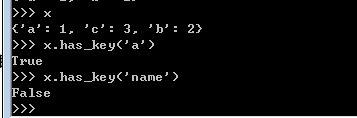 >>> x
{'a': 1, 'c': 3, 'b': 2}
>>> x.has_key('a')
True
>>> x.has_key('name')
False
>>>